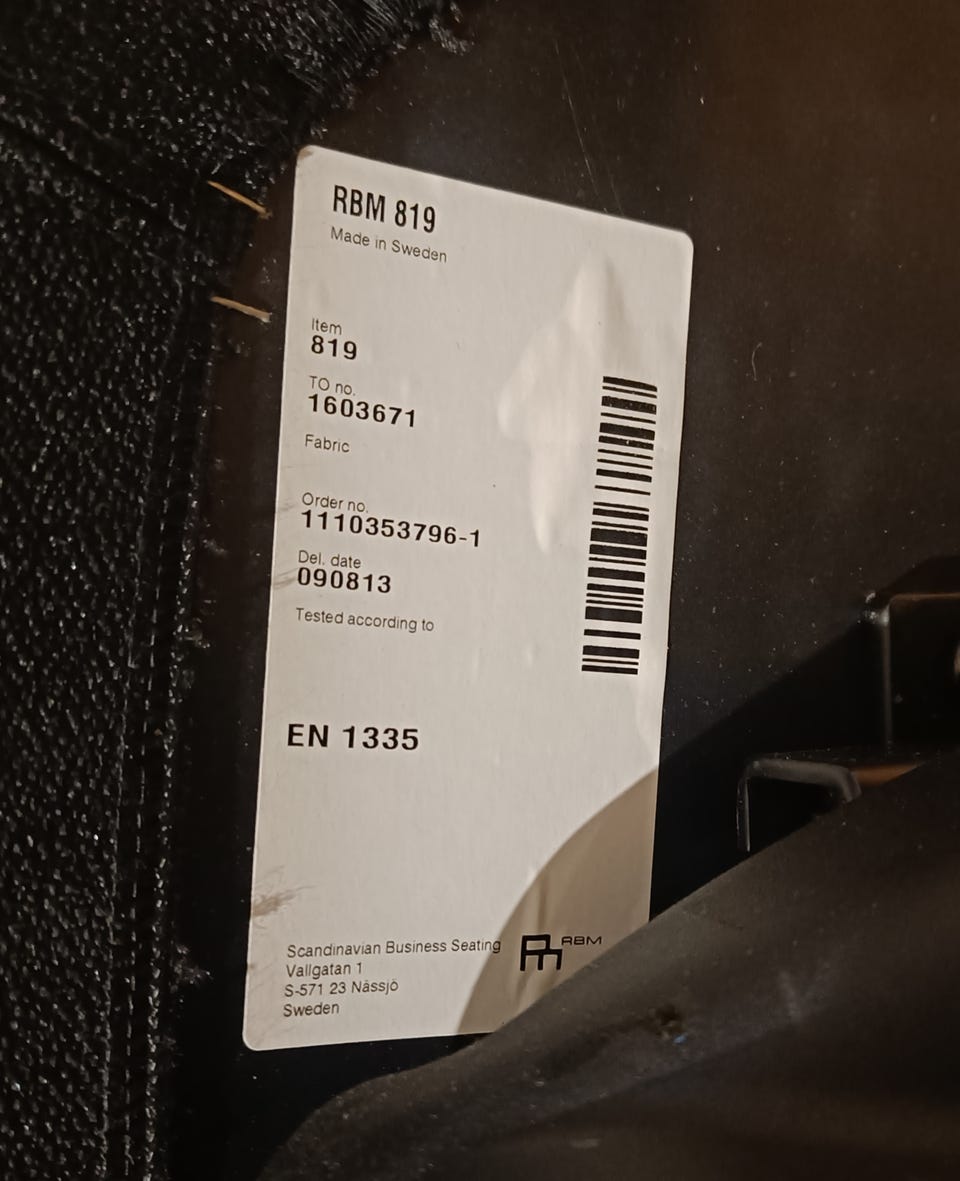 RBM 819
Made in Sweden
Item
819
TO no.
1603671
Fabric
Order no.
1110353796-1
Del. date
090813
Tested according to
EN 1335
Scandinavian Business Seating
Vallgatan 1
S-571 23 Nässjö
Sweden
RBM